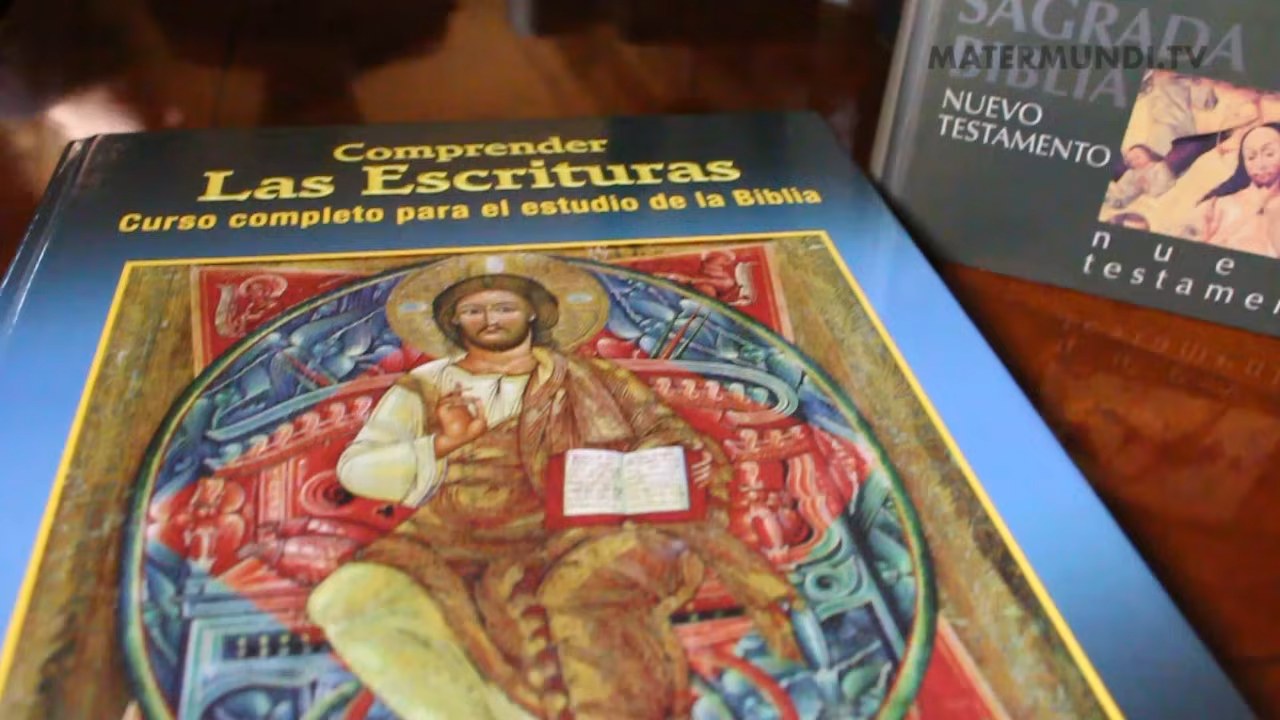 Comprender
Las Escrituras
Curso completo para el estudio de la Biblia
SAGRADA
BIBLIA
MATERMUNDI.TV
NUEVO
TESTAMENTO
n u e
t e s t a m e